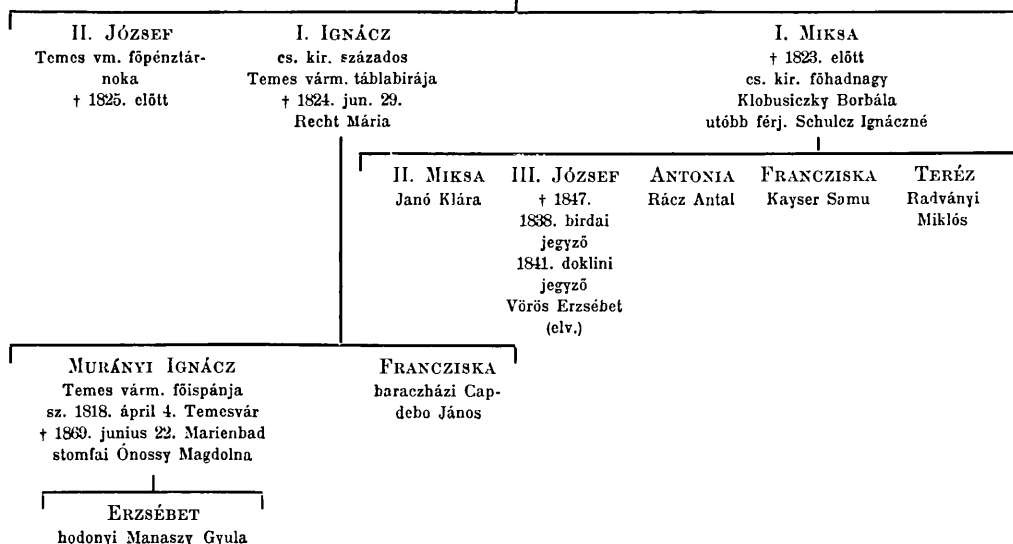 II. JÓZSEF
Temes vm. főpénztár-
noka
† 1825. előtt
I. IGNÁCZ
cs. kir. százados
Temes várm. táblabirája
† 1824. jun. 29.
Recht Mária
I. MIKSA
† 1823. előtt
cs. kir. főhadnagy
Klobusiczky Borbála
utóbb férj. Schulcz Ignáczné
II. MIKSA
Janó Klára
III. JÓZSEF
† 1847.
1838. birdai
jegyző
1841. doklini
jegyző
Vörös Erzsébet
(elv.)
ANTONIA
Rácz Antal
FRANCZISKA
Kayser Samu
TERÉZ
Radványi
Miklós
MURÁNYI IGNÁCZ
Temes várm. főispánja
sz. 1818. ápril 4. Temesvár
† 1869. junius 22. Marienbad
stomfai Ónossy Magdolna
FRANCZISKA
baraczházi Cap-
debo János
ERZSÉBET
hodonyi Manaszy Gyula